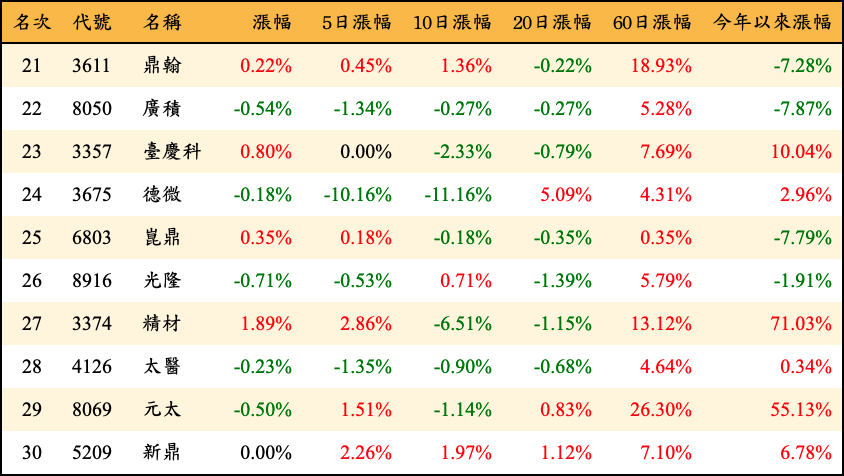 名次 代號 名稱 漲幅 5日漲幅 10日漲幅 20日漲幅 60日漲幅 今年以來漲幅
21 3611 鼎翰 0.22% 0.45% 1.36% -0.22% 18.93% -7.28%
22 8050 廣積 -0.54% -1.34% -0.27% -0.27% 5.28% -7.87%
23 3357 臺慶科 0.80% 0.00% -2.33% -0.79% 7.69% 10.04%
24 3675 德微 -0.18% -10.16% -11.16% 5.09% 4.31% 2.96%
25 6803 崑鼎 0.35% 0.18% -0.18% -0.35% 0.35% -7.79%
26 8916 光隆 -0.71% -0.53% 0.71% -1.39% 5.79% -1.91%
27 3374 精材 1.89% 2.86% -6.51% -1.15% 13.12% 71.03%
28 4126 太醫 -0.23% -1.35% -0.90% -0.68% 4.64% 0.34%
29 8069 元太 -0.50% 1.51% -1.14% 0.83% 26.30% 55.13%
30 5209 新鼎 0.00% 2.26% 1.97% 1.12% 7.10% 6.78%